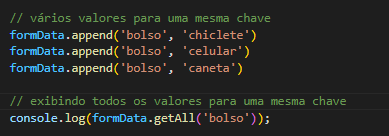 // vários valores para uma mesma chave
formData.append('bolso', 'chiclete')
formData.append('bolso', 'celular')
formData.append('bolso', 'caneta')
// exibindo todos os valores para uma mesma chave
console.log(formData.getAll('bolso'));